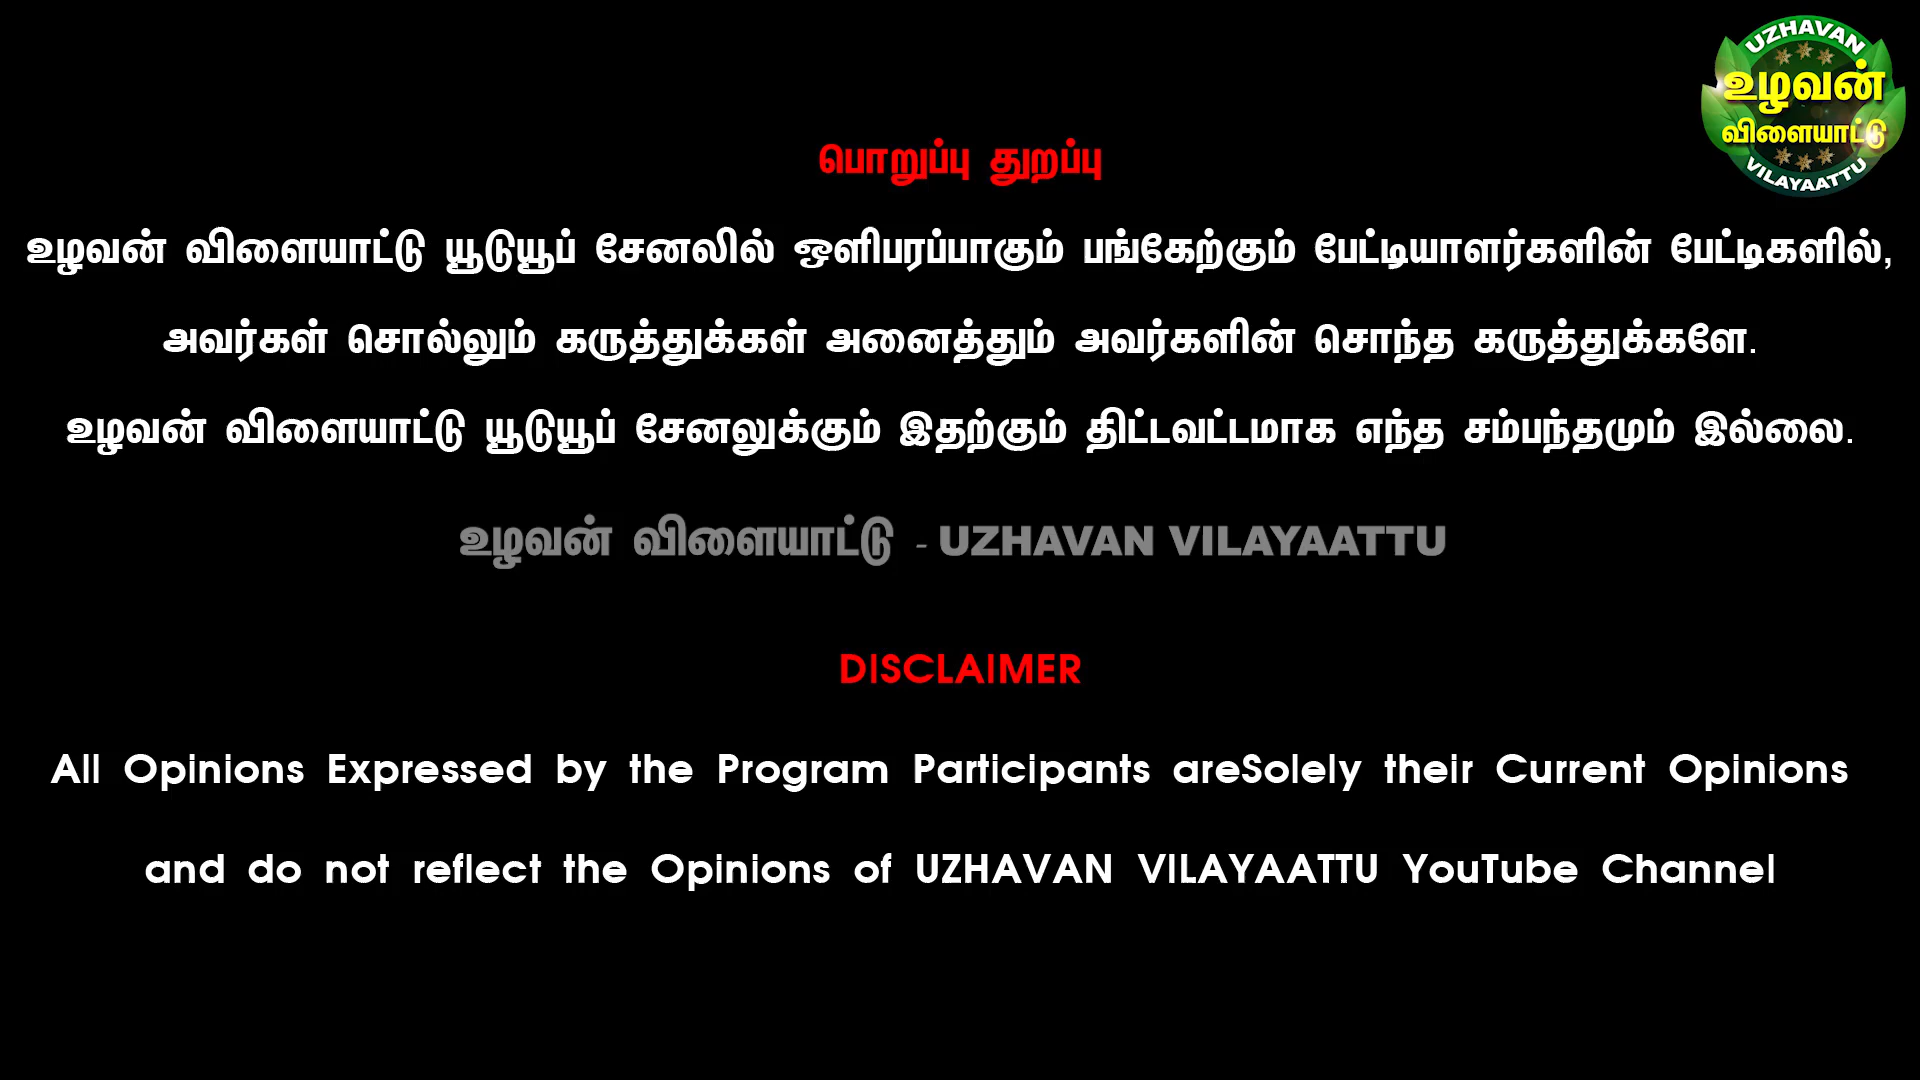 UZHAVAN
உழவன்
விளையாட்டு
VILAYAATTU
பொறுப்பு துறப்பு
உழவன் விளையாட்டு யூடுயூப் சேனலில் ஒளிபரப்பாகும் பங்கேற்கும் பேட்டியாளர்களின் பேட்டிகளில்,
அவர்கள் சொல்லும் கருத்துக்கள் அனைத்தும் அவர்களின் சொந்த கருத்துக்களே.
உழவன் விளையாட்டு யூடுயூப் சேனலுக்கும் இதற்கும் திட்டவட்டமாக எந்த சம்பந்தமும் இல்லை.
உழவன் விளையாட்டு - UZHAVAN VILAYAATTU
DISCLAIMER
All Opinions Expressed by the Program Participants areSolely their Current Opinions
and do not reflect the Opinions of UZHAVAN VILAYAATTU YouTube Channel